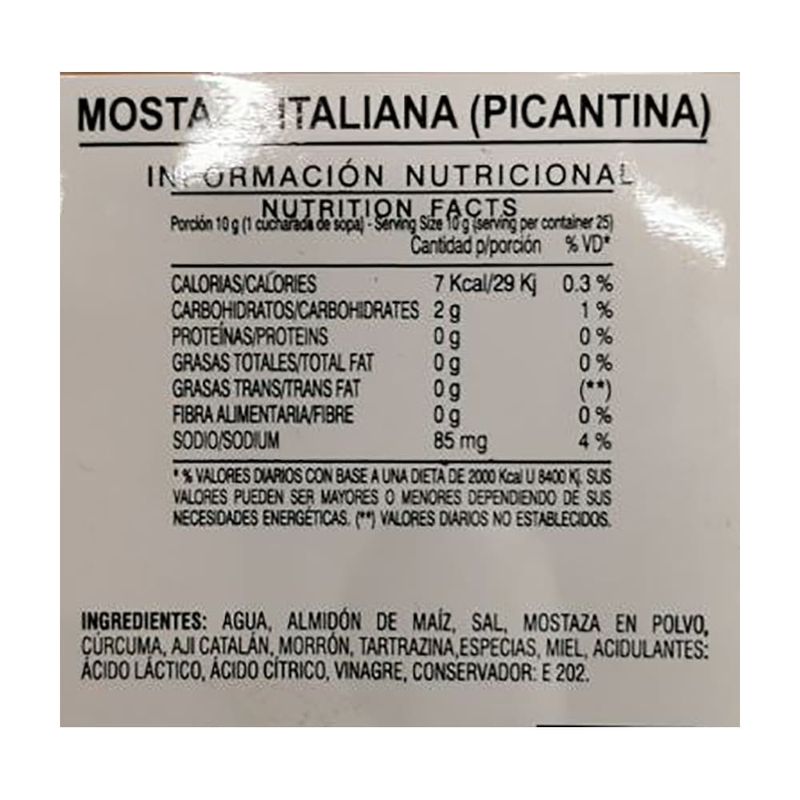 MOSTAZA ITALIANA (PICANTINA)
INFORMACIÓN NUTRICIONAL
NUTRITION FACTS
Porción 10 g (1 cucharada de sopa) - Serving Size 10 g (serving per container 25)
Cantidad p/porción % VD*
CALORIAS/CALORIES 7 Kcal/29 Kj 0.3 %
CARBOHIDRATOS/CARBOHIDRATES 2 g 1 %
PROTEÍNAS/PROTEINS 0 g 0 %
GRASAS TOTALES/TOTAL FAT 0 g 0 %
GRASAS TRANS/TRANS FAT 0 g (**)
FIBRA ALIMENTARIA/FIBRE 0 g 0 %
SODIO/SODIUM 85 mg 4 %
* % VALORES DIARIOS CON BASE A UNA DIETA DE 2000 Kcal U 8400 Kj. SUS
VALORES PUEDEN SER MAYORES O MENORES DEPENDIENDO DE SUS
NECESIDADES ENERGÉTICAS. (**) VALORES DIARIOS NO ESTABLECIDOS.
INGREDIENTES: AGUA, ALMIDÓN DE MAÍZ, SAL, MOSTAZA EN POLVO,
CÚRCUMA, AJI CATALÁN, MORRÓN, TARTRAZINA,ESPECIAS, MIEL, ACIDULANTES:
ÁCIDO LÁCTICO, ÁCIDO CÍTRICO, VINAGRE, CONSERVADOR: E 202.